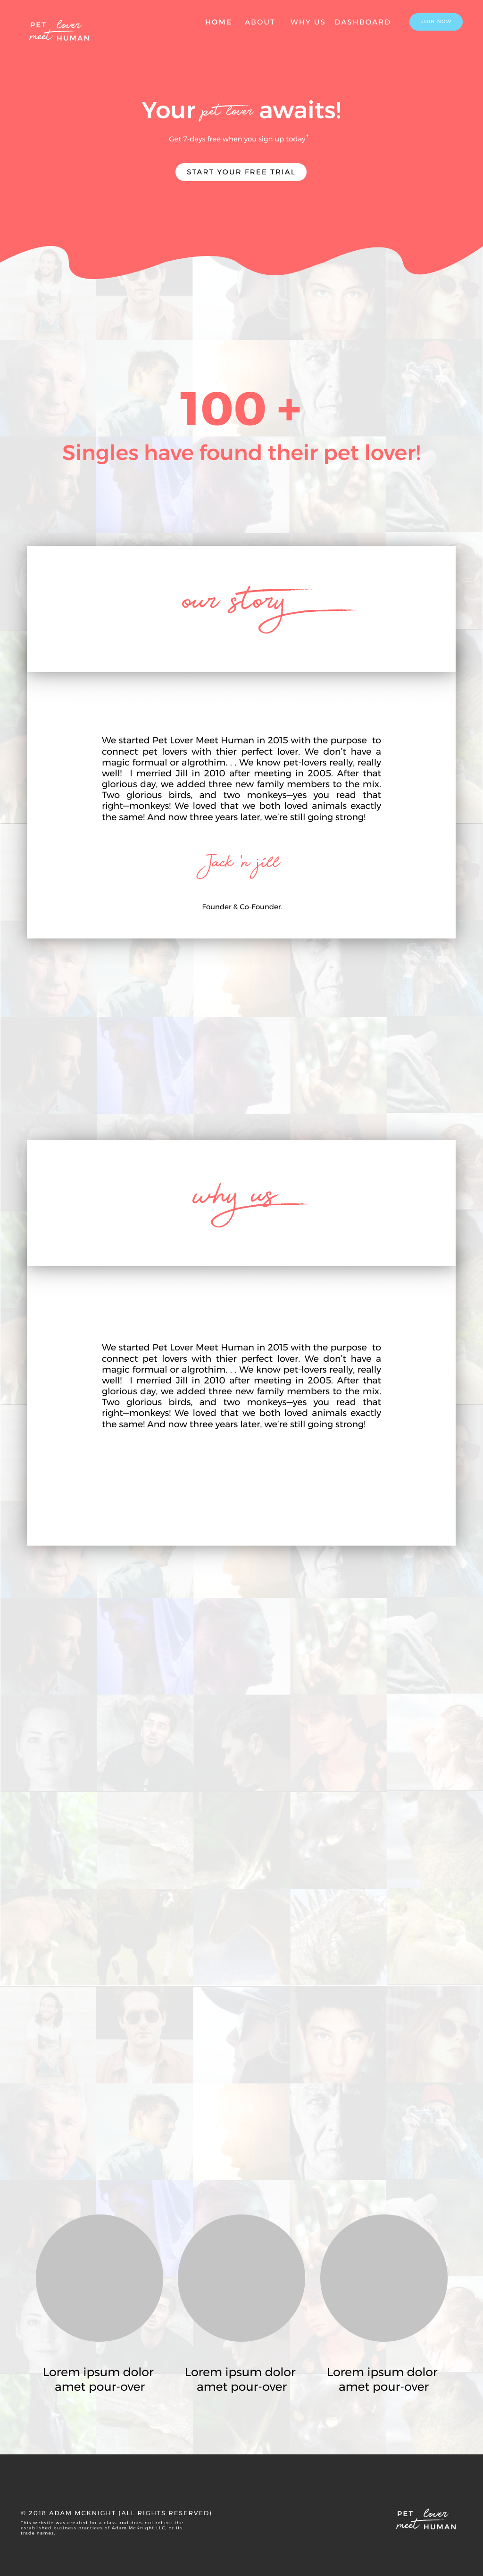 PET lover
meet HUMAN
HOME ABOUT WHY US DASHBOARD JOIN NOW
Your pet lover awaits!
Get 7-days free when you sign up today*
START YOUR FREE TRIAL
100 +
Singles have found their pet lover!
our story
We started Pet Lover Meet Human in 2015 with the purpose to
connect pet lovers with thier perfect lover. We don't have a
magic formual or algrothim. . . We know pet-lovers really, really
well! I married Jill in 2010 after meeting in 2005. After that
glorious day, we added three new family members to the mix.
Two glorious birds, and two monkeys—yes you read that
right—monkeys! We loved that we both loved animals exactly
the same! And now three years later, we're still going strong!
Jack 'n jill
Founder & Co-Founder.
why us
We started Pet Lover Meet Human in 2015 with the purpose to
connect pet lovers with thier perfect lover. We don't have a
magic formual or algrothim. . . We know pet-lovers really, really
well! I married Jill in 2010 after meeting in 2005. After that
glorious day, we added three new family members to the mix.
Two glorious birds, and two monkeys—yes you read that
right—monkeys! We loved that we both loved animals exactly
the same! And now three years later, we're still going strong!
Lorem ipsum dolor
amet pour-over
Lorem ipsum dolor
amet pour-over
Lorem ipsum dolor
amet pour-over
© 2018 ADAM MCKNIGHT (ALL RIGHTS RESERVED)
This website was created for a class and does not reflect the
established business practices of Adam McKnight LLC, or its
trade names.
PET lover
meet HUMAN